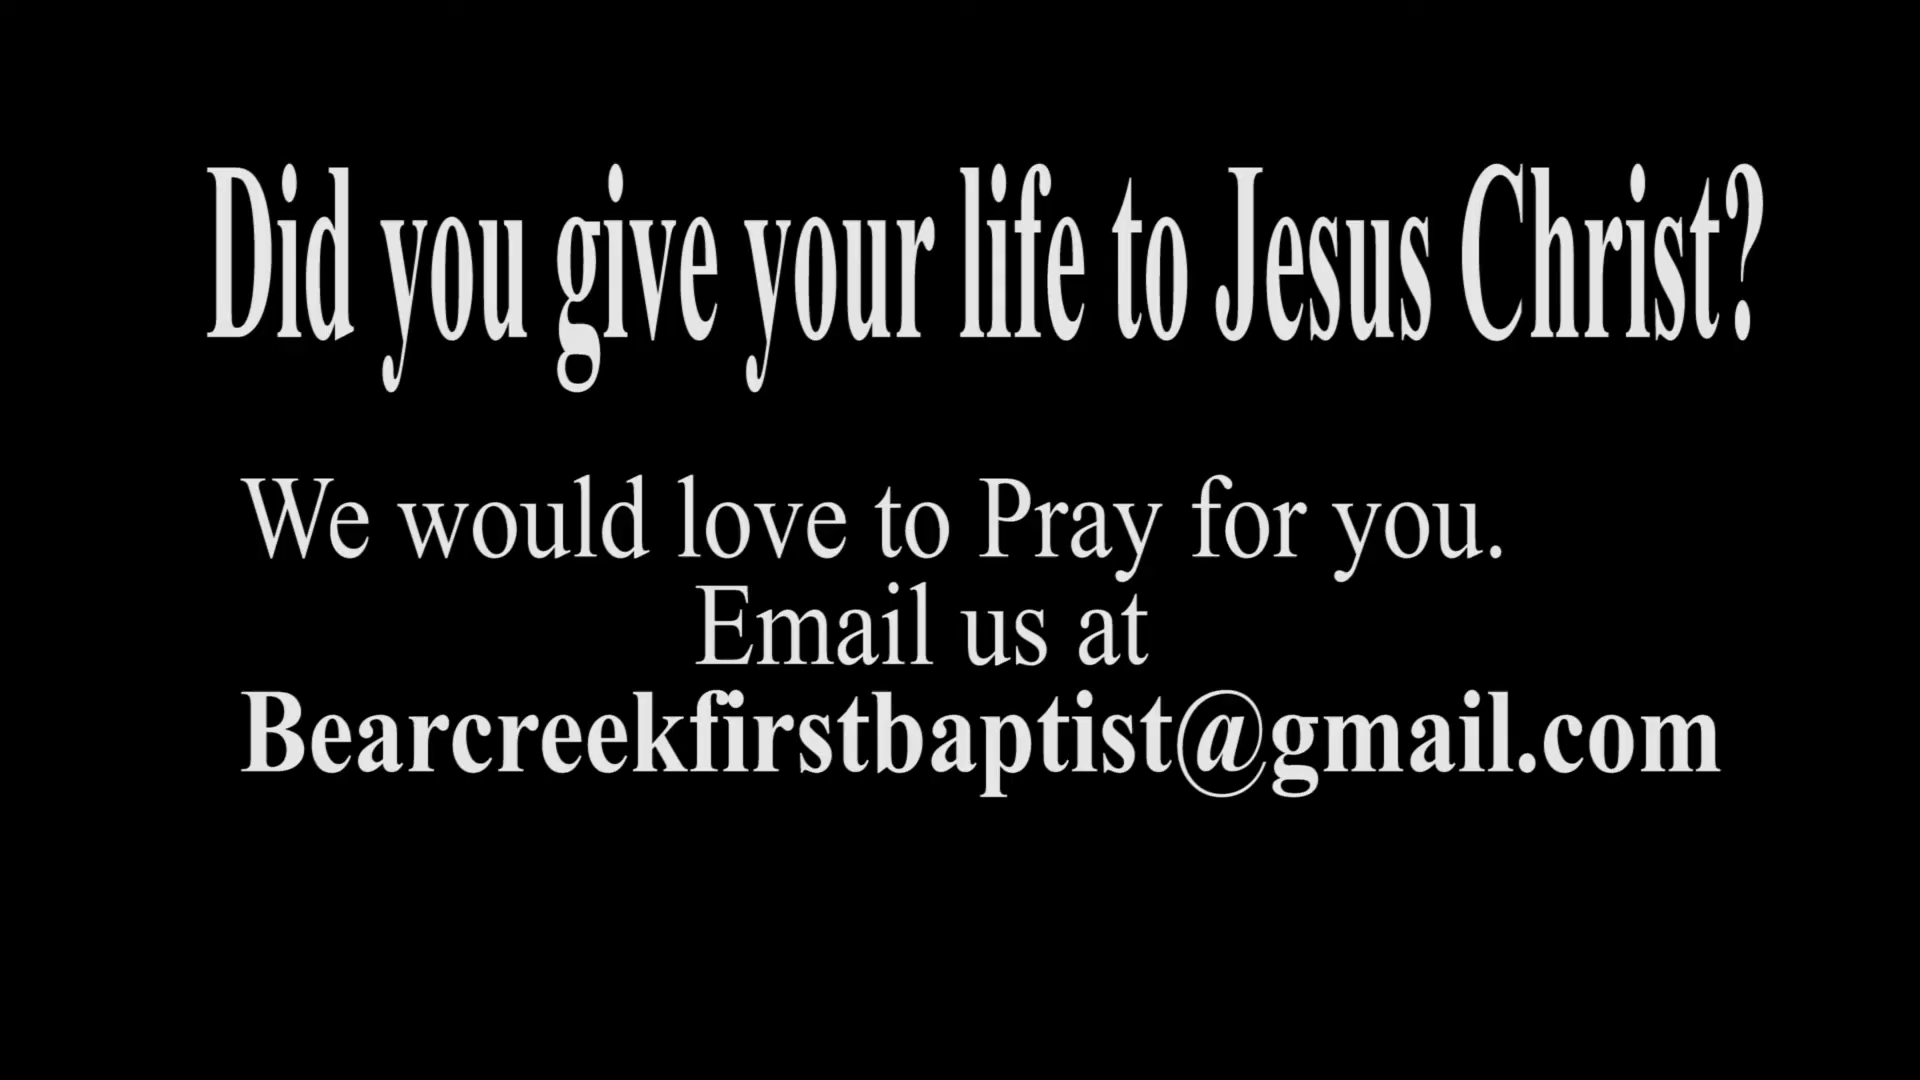 Did you give your life to Jesus Christ?
We would love to Pray for you.
Email us at
Bearcreekfirstbaptist@gmail.com